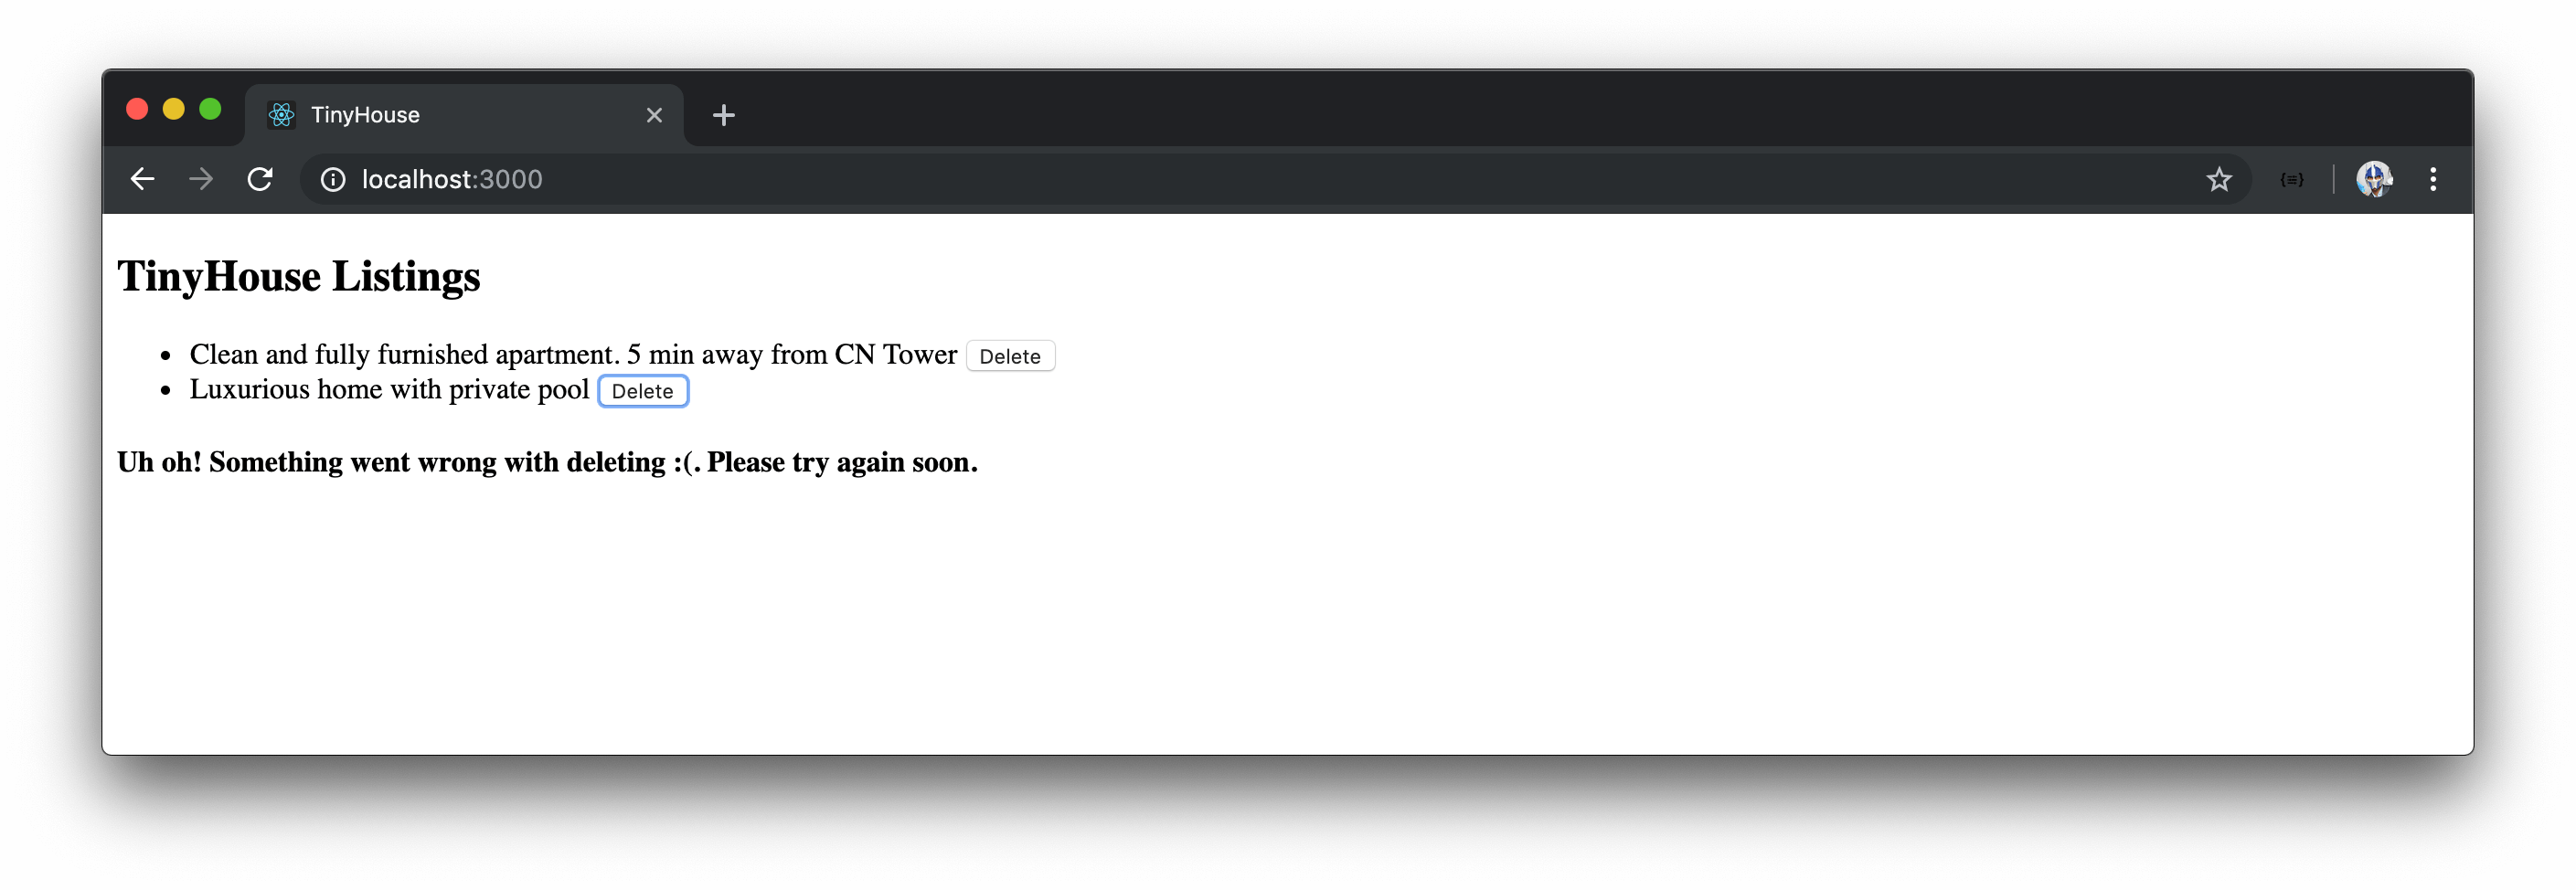 TinyHouse
localhost:3000
{≡}
TinyHouse Listings
• Clean and fully furnished apartment. 5 min away from CN Tower Delete
• Luxurious home with private pool Delete
Uh oh! Something went wrong with deleting :(. Please try again soon.